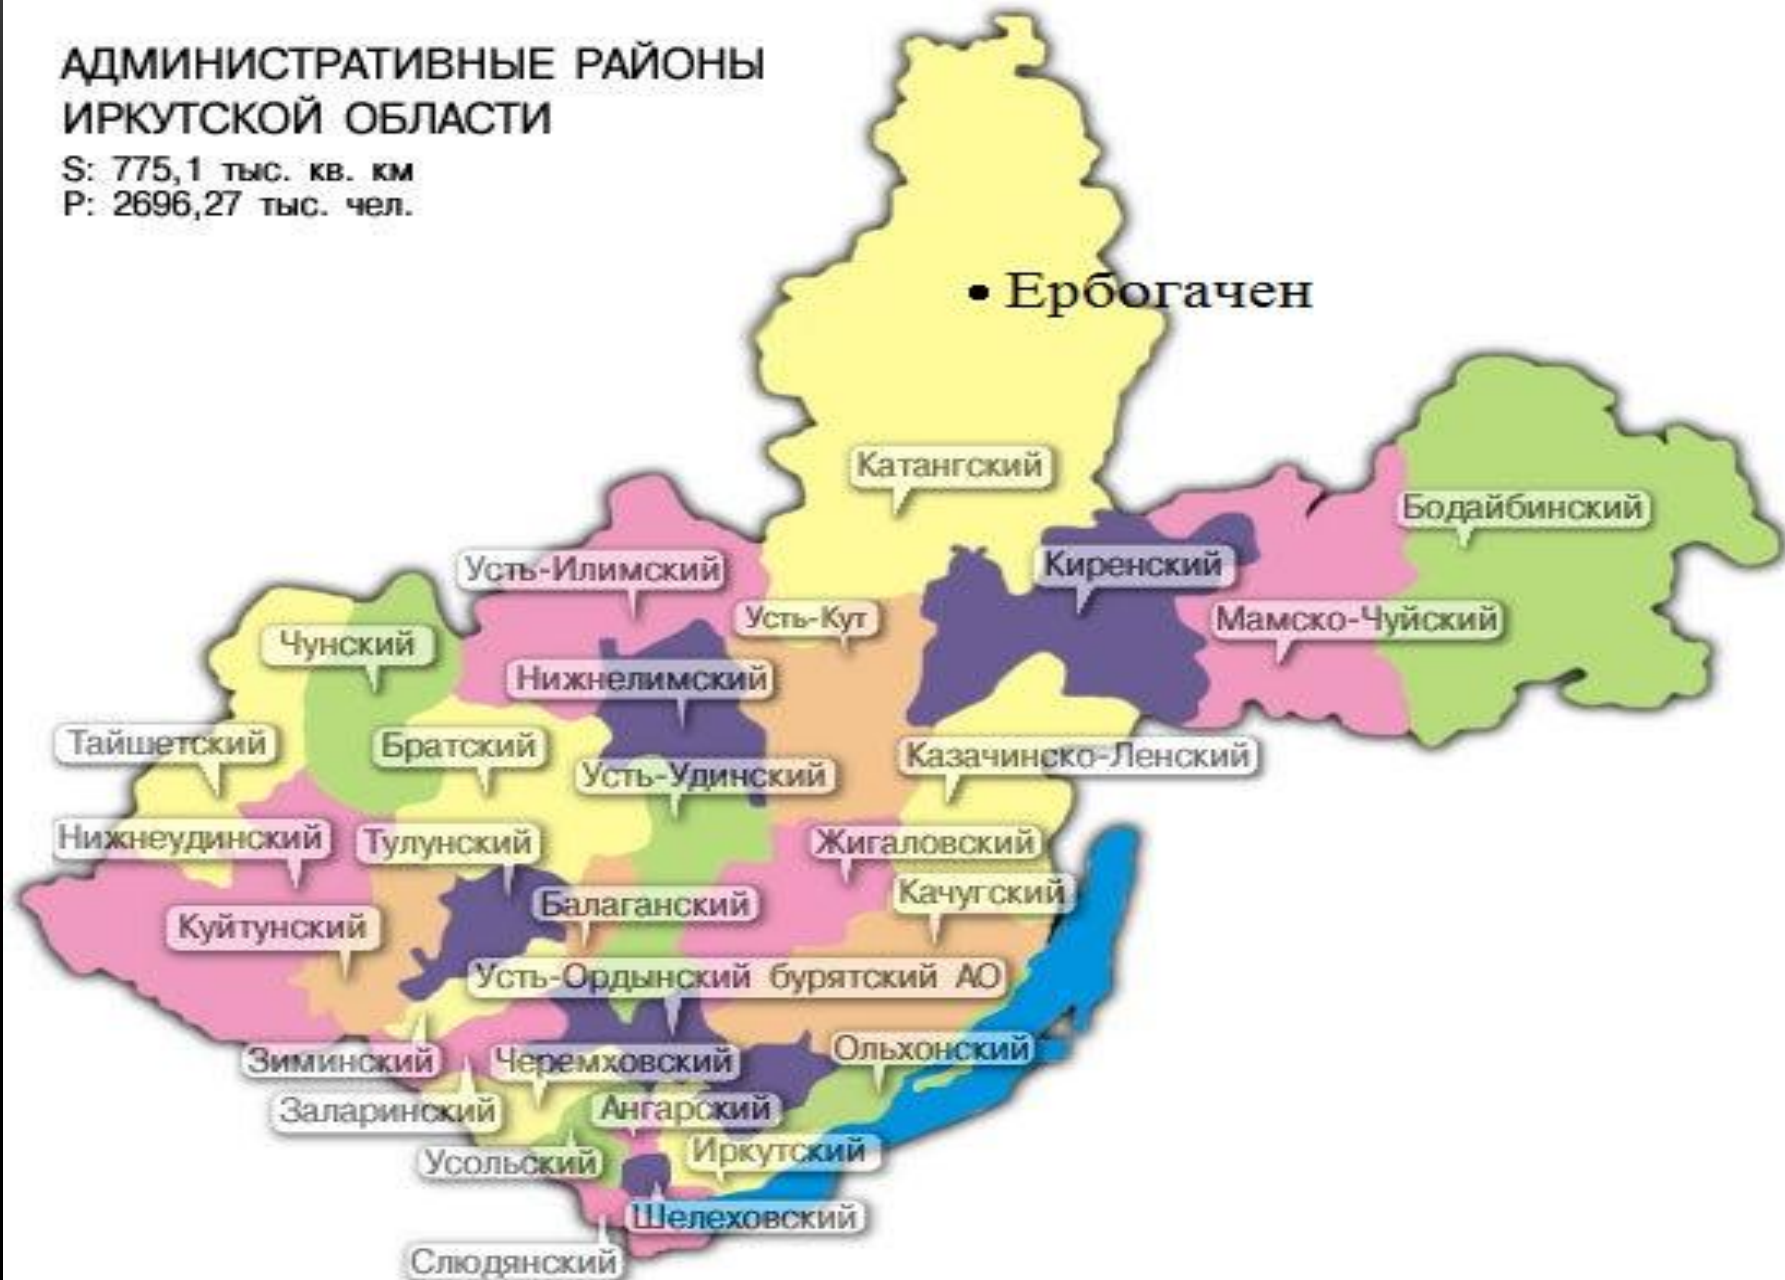 АДМИНИСТРАТИВНЫЕ РАЙОНЫ
ИРКУТСКОЙ ОБЛАСТИ
S: 775,1 тыс. кв. км
P: 2696,27 тыс. чел.
Ербогачен
Катангский
Бодайбинский
Усть-Илимский
Киренский
Усть-Кут
Мамско-Чуйский
Чунский
Нижнелимский
Тайшетский
Братский
Казачинско-Ленский
Усть-Удинский
Нижнеудинский
Тулунский
Жигаловский
Качугский
Балаганский
Куйтунский
Усть-Ордынский бурятский АО
Ольхонский
Зиминский
Черемховский
Заларинский
Ангарский
Иркутский
Усольский
Шелеховский
Слюдянский